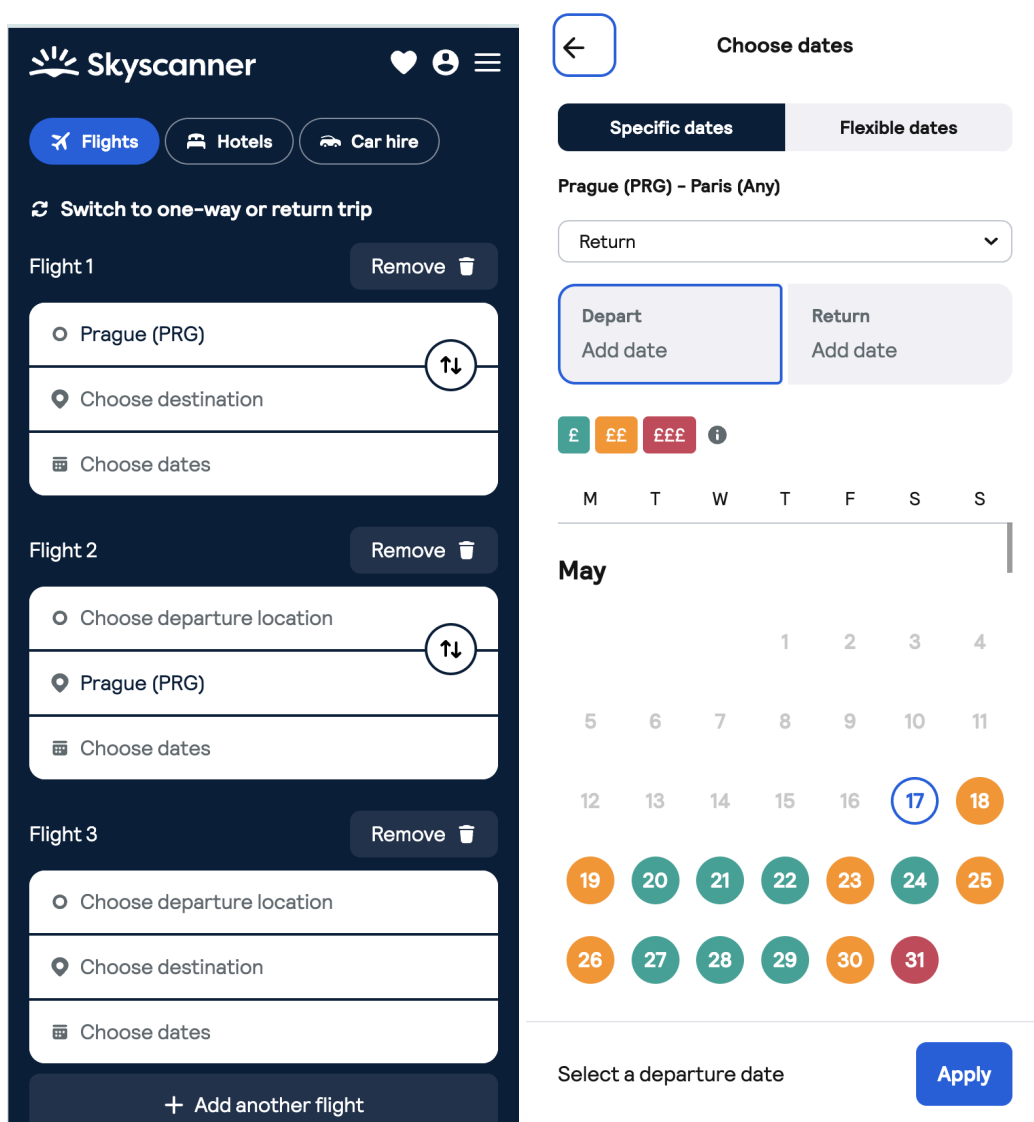 Skyscanner
Flights
Hotels
Car hire
Switch to one-way or return trip
Flight 1
Remove
Prague (PRG)
Choose destination
Choose dates
Flight 2
Remove
Choose departure location
Prague (PRG)
Choose dates
Flight 3
Remove
Choose departure location
Choose destination
Choose dates
+ Add another flight
Choose dates
Specific dates
Flexible dates
Prague (PRG) - Paris (Any)
Return
Depart
Add date
Return
Add date
£ ££ £££
M T W T F S S
May
1 2 3 4
5 6 7 8 9 10 11
12 13 14 15 16 17 18
19 20 21 22 23 24 25
26 27 28 29 30 31
Select a departure date
Apply